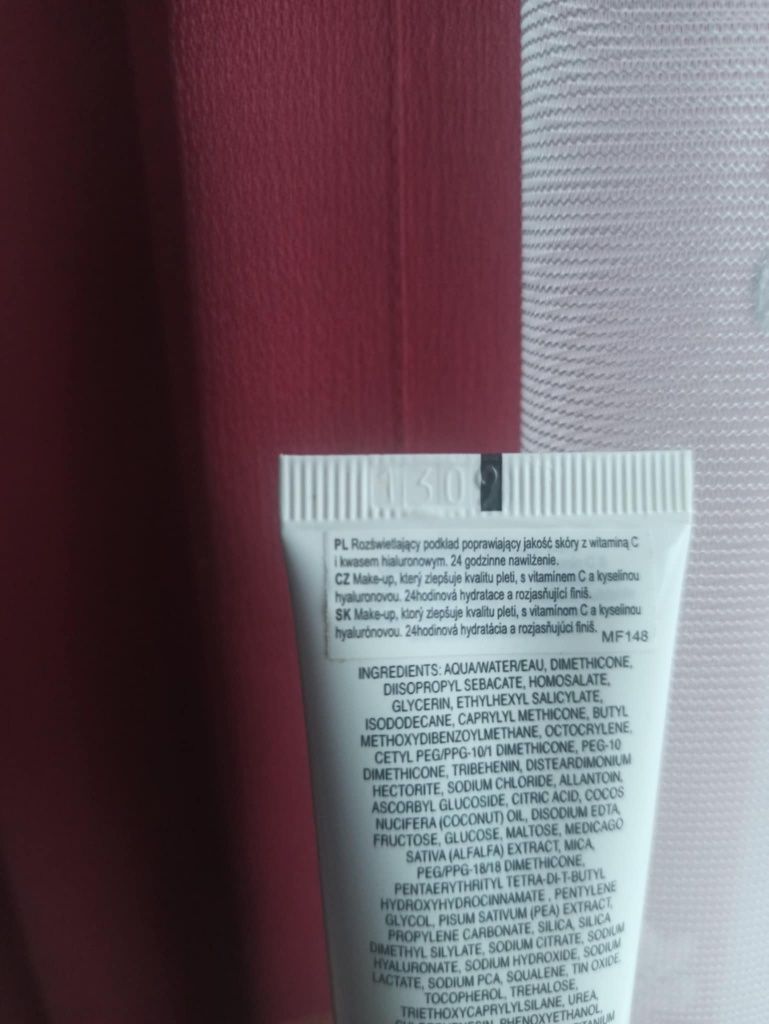 1309
PL Rozświetlający podkład poprawiający jakość skóry z witaminą C
i kwasem hialuronowym. 24 godzinne nawilżenie.
CZ Make-up, který zlepšuje kvalitu pleti, s vitamínem C a kyselinou
hyaluronovou. 24hodinová hydratace a rozjasňující finiš.
SK Make-up, ktorý zlepšuje kvalitu pleti, s vitamínom C a kyselinou
hyalurónovou. 24hodinová hydratácia a rozjasňujúci finiš.
MF148
INGREDIENTS: AQUA/WATER/EAU, DIMETHICONE,
DIISOPROPYL SEBACATE, HOMOSALATE,
GLYCERIN, ETHYLHEXYL SALICYLATE,
ISODODECANE, CAPRYLYL METHICONE, BUTYL
METHOXYDIBENZOYLMETHANE, OCTOCRYLENE,
CETYL PEG/PPG-10/1 DIMETHICONE, PEG-10
DIMETHICONE, TRIBEHENIN, DISTEARDIMONIUM
HECTORITE, SODIUM CHLORIDE, ALLANTOIN,
ASCORBYL GLUCOSIDE, CITRIC ACID, COCOS
NUCIFERA (COCONUT) OIL, DISODIUM EDTA,
FRUCTOSE, GLUCOSE, MALTOSE, MEDICAGO
SATIVA (ALFALFA) EXTRACT, MICA,
PEG/PPG-18/18 DIMETHICONE,
PENTAERYTHRITYL TETRA-DI-T-BUTYL
HYDROXYHYDROCINNAMATE, PENTYLENE
GLYCOL, PISUM SATIVUM (PEA) EXTRACT,
PROPYLENE CARBONATE, SILICA, SILICA
DIMETHYL SILYLATE, SODIUM CITRATE, SODIUM
HYALURONATE, SODIUM HYDROXIDE, SODIUM
LACTATE, SODIUM PCA, SQUALENE, TIN OXIDE,
TOCOPHEROL, TREHALOSE,
TRIETHOXYCAPRYLYLSILANE, UREA,
PHENOXYETHANOL,